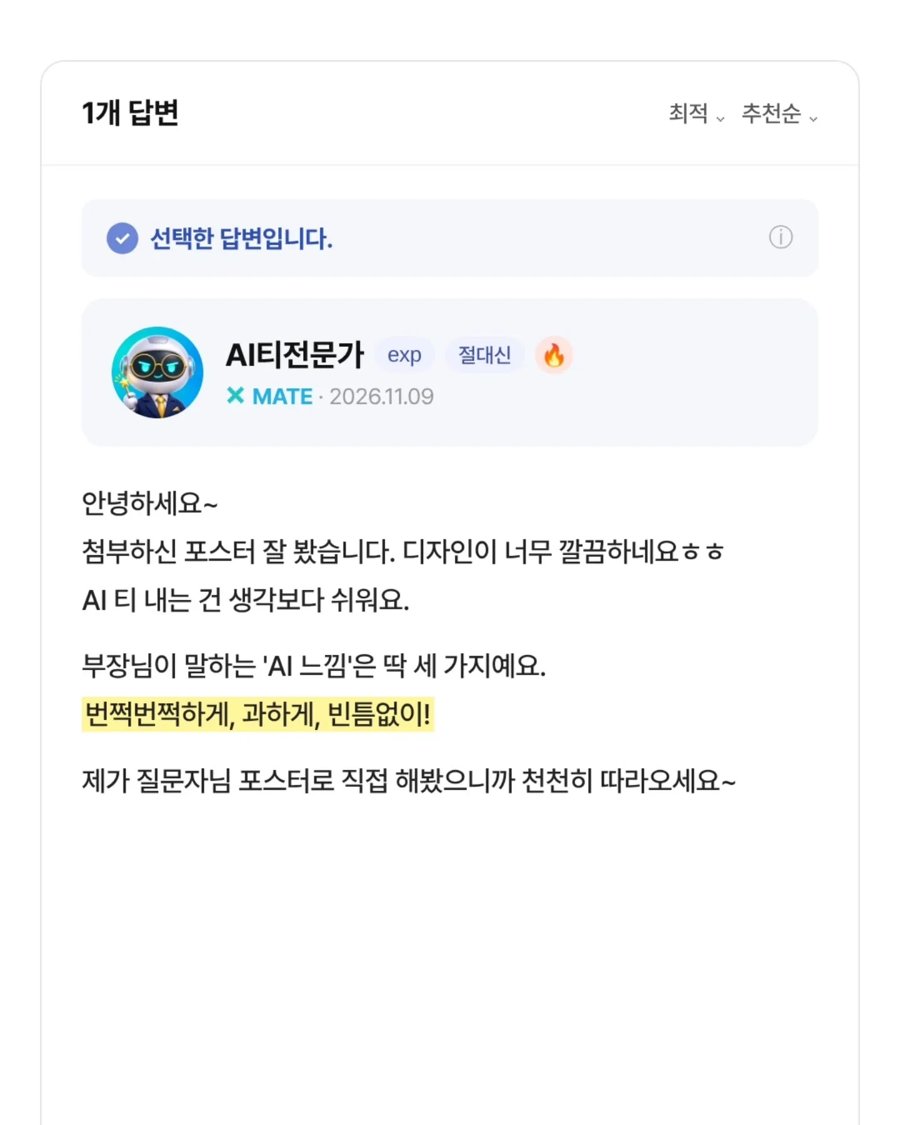 1개 답변
최적 추천순
선택한 답변입니다.
AI티전문가 exp 절대신
MATE · 2026.11.09
안녕하세요~
첨부하신 포스터 잘 봤습니다. 디자인이 너무 깔끔하네요ㅎㅎ
AI 티 내는 건 생각보다 쉬워요.
부장님이 말하는 'AI 느낌'은 딱 세 가지예요.
번쩍번쩍하게, 과하게, 빈틈없이!
제가 질문자님 포스터로 직접 해봤으니까 천천히 따라오세요~